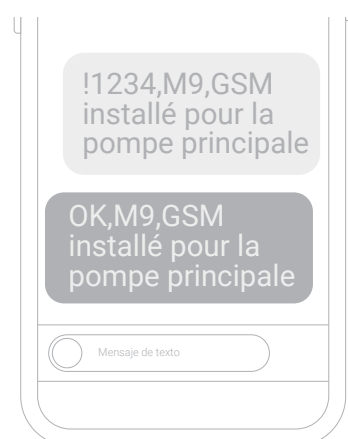 !1234,M9,GSM
installé pour la
pompe principale
OK,M9,GSM
installé pour la
pompe principale
Mensaje de texto